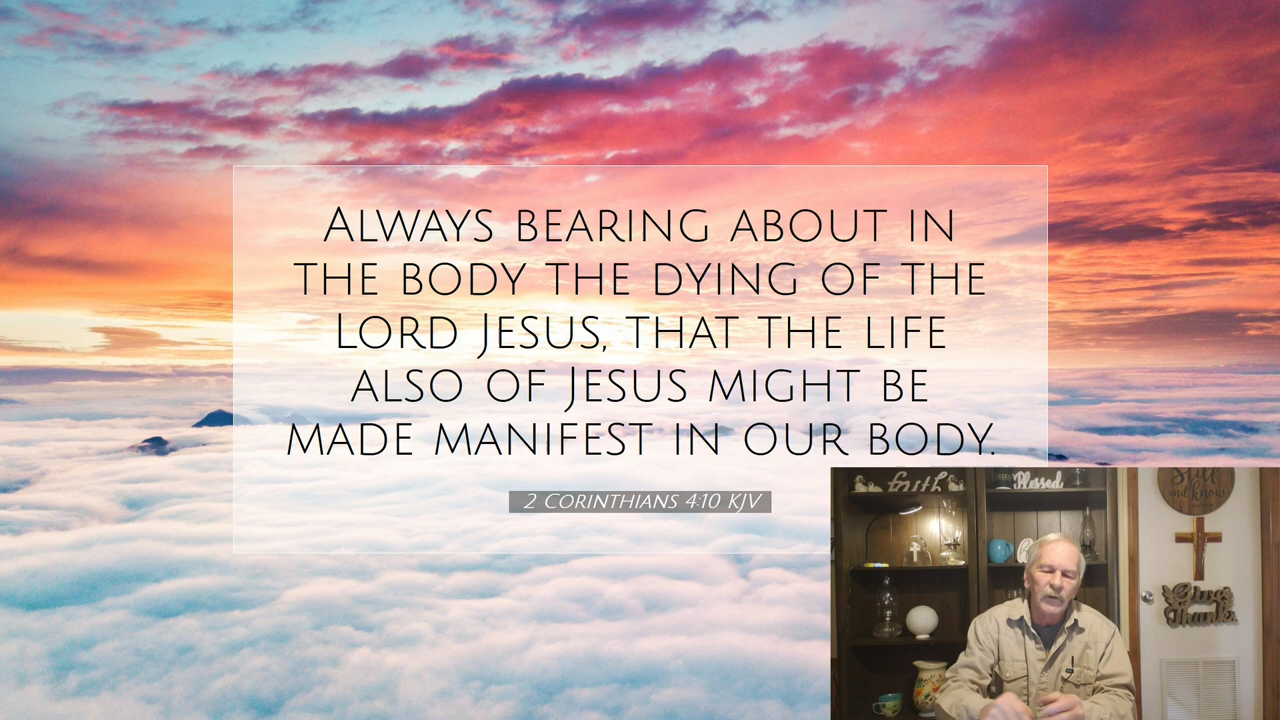 Always bearing about in
the body the dying of the
Lord Jesus, that the life
also of Jesus might be
made manifest in our body.
2 Corinthians 4:10 KJV
faith
Blessed
Still
and know
Give
Thanks